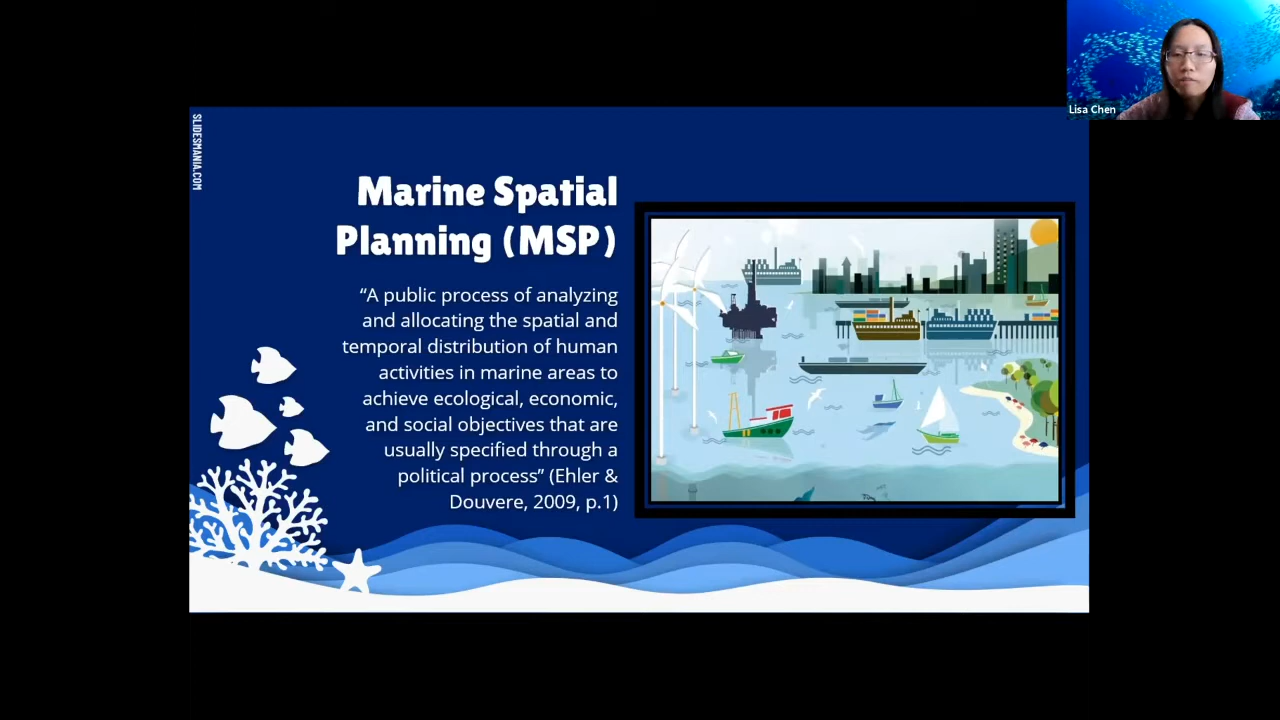 Lisa Chen
SLIDESMANIA.COM
Marine Spatial
Planning (MSP)
“A public process of analyzing
and allocating the spatial and
temporal distribution of human
activities in marine areas to
achieve ecological, economic,
and social objectives that are
usually specified through a
political process” (Ehler &
Douvere, 2009, p.1)